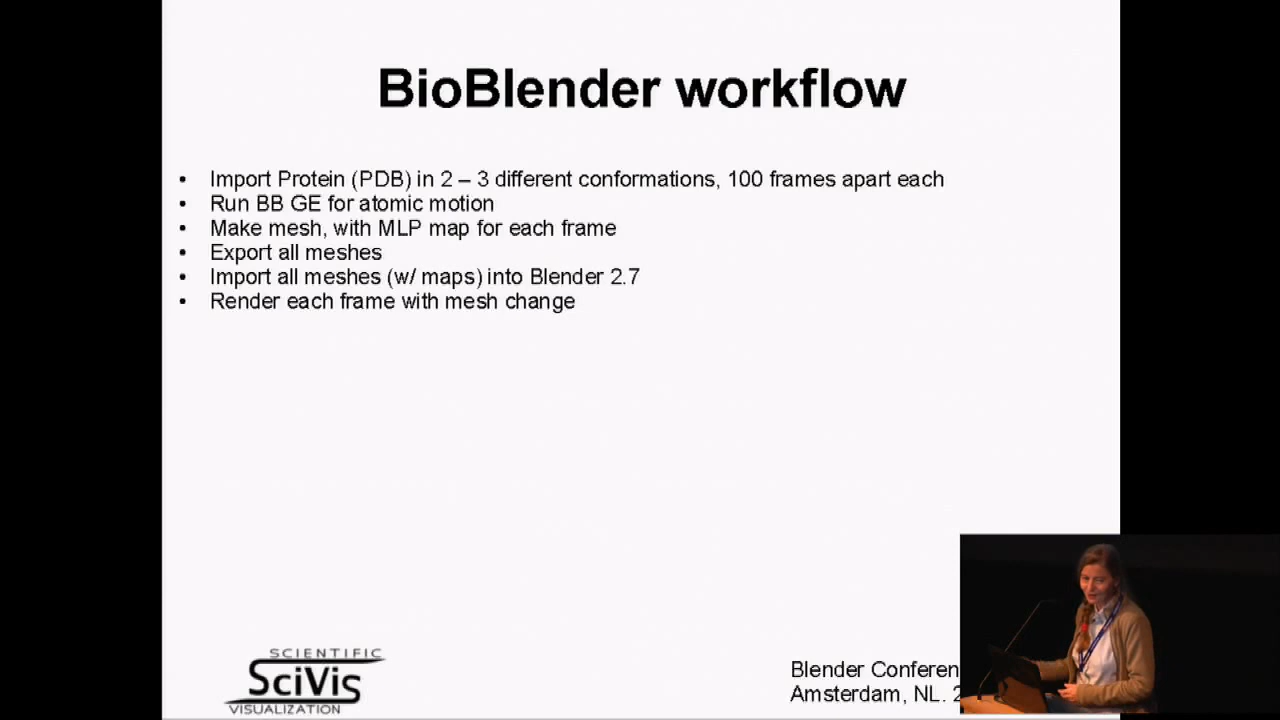 BioBlender workflow
• Import Protein (PDB) in 2 – 3 different conformations, 100 frames apart each
• Run BB GE for atomic motion
• Make mesh, with MLP map for each frame
• Export all meshes
• Import all meshes (w/ maps) into Blender 2.7
• Render each frame with mesh change
SCIENTIFIC
SciVis
VISUALIZATION
Blender
Amsterdam, NL.